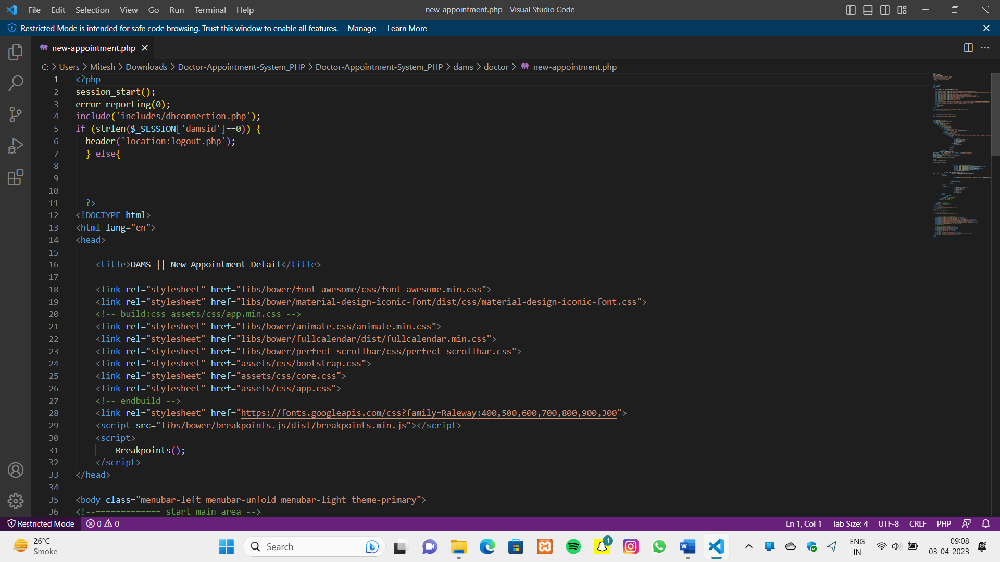 File Edit Selection View Go Run Terminal Help new-appointment.php - Visual Studio Code
Restricted Mode is intended for safe code browsing. Trust this window to enable all features. Manage Learn More
new-appointment.php
C: > Users > Mitesh > Downloads > Doctor-Appointment-System_PHP > Doctor-Appointment-System_PHP > dams > doctor > new-appointment.php
1 <?php
2 session_start();
3 error_reporting(0);
4 include('includes/dbconnection.php');
5 if (strlen($_SESSION['damsid']==0)) {
6   header('location:logout.php');
7   } else{
8
9
10
11   ?>
12 <!DOCTYPE html>
13 <html lang="en">
14 <head>
15
16     <title>DAMS || New Appointment Detail</title>
17
18     <link rel="stylesheet" href="libs/bower/font-awesome/css/font-awesome.min.css">
19     <link rel="stylesheet" href="libs/bower/material-design-iconic-font/dist/css/material-design-iconic-font.css">
20     <!-- build:css assets/css/app.min.css -->
21     <link rel="stylesheet" href="libs/bower/animate.css/animate.min.css">
22     <link rel="stylesheet" href="libs/bower/fullcalendar/dist/fullcalendar.min.css">
23     <link rel="stylesheet" href="libs/bower/perfect-scrollbar/css/perfect-scrollbar.css">
24     <link rel="stylesheet" href="assets/css/bootstrap.css">
25     <link rel="stylesheet" href="assets/css/core.css">
26     <link rel="stylesheet" href="assets/css/app.css">
27     <!-- endbuild -->
28     <link rel="stylesheet" href="https://fonts.googleapis.com/css?family=Raleway:400,500,600,700,800,900,300">
29     <script src="libs/bower/breakpoints.js/dist/breakpoints.min.js"></script>
30     <script>
31         Breakpoints();
32     </script>
33 </head>
34
35 <body class="menubar-left menubar-unfold menubar-light theme-primary">
36 <!--============= start main area -->
Restricted Mode 0 0 Ln 1, Col 1 Tab Size: 4 UTF-8 CRLF PHP
26°C
Smoke
Search
1
ENG
IN
09:08
03-04-2023